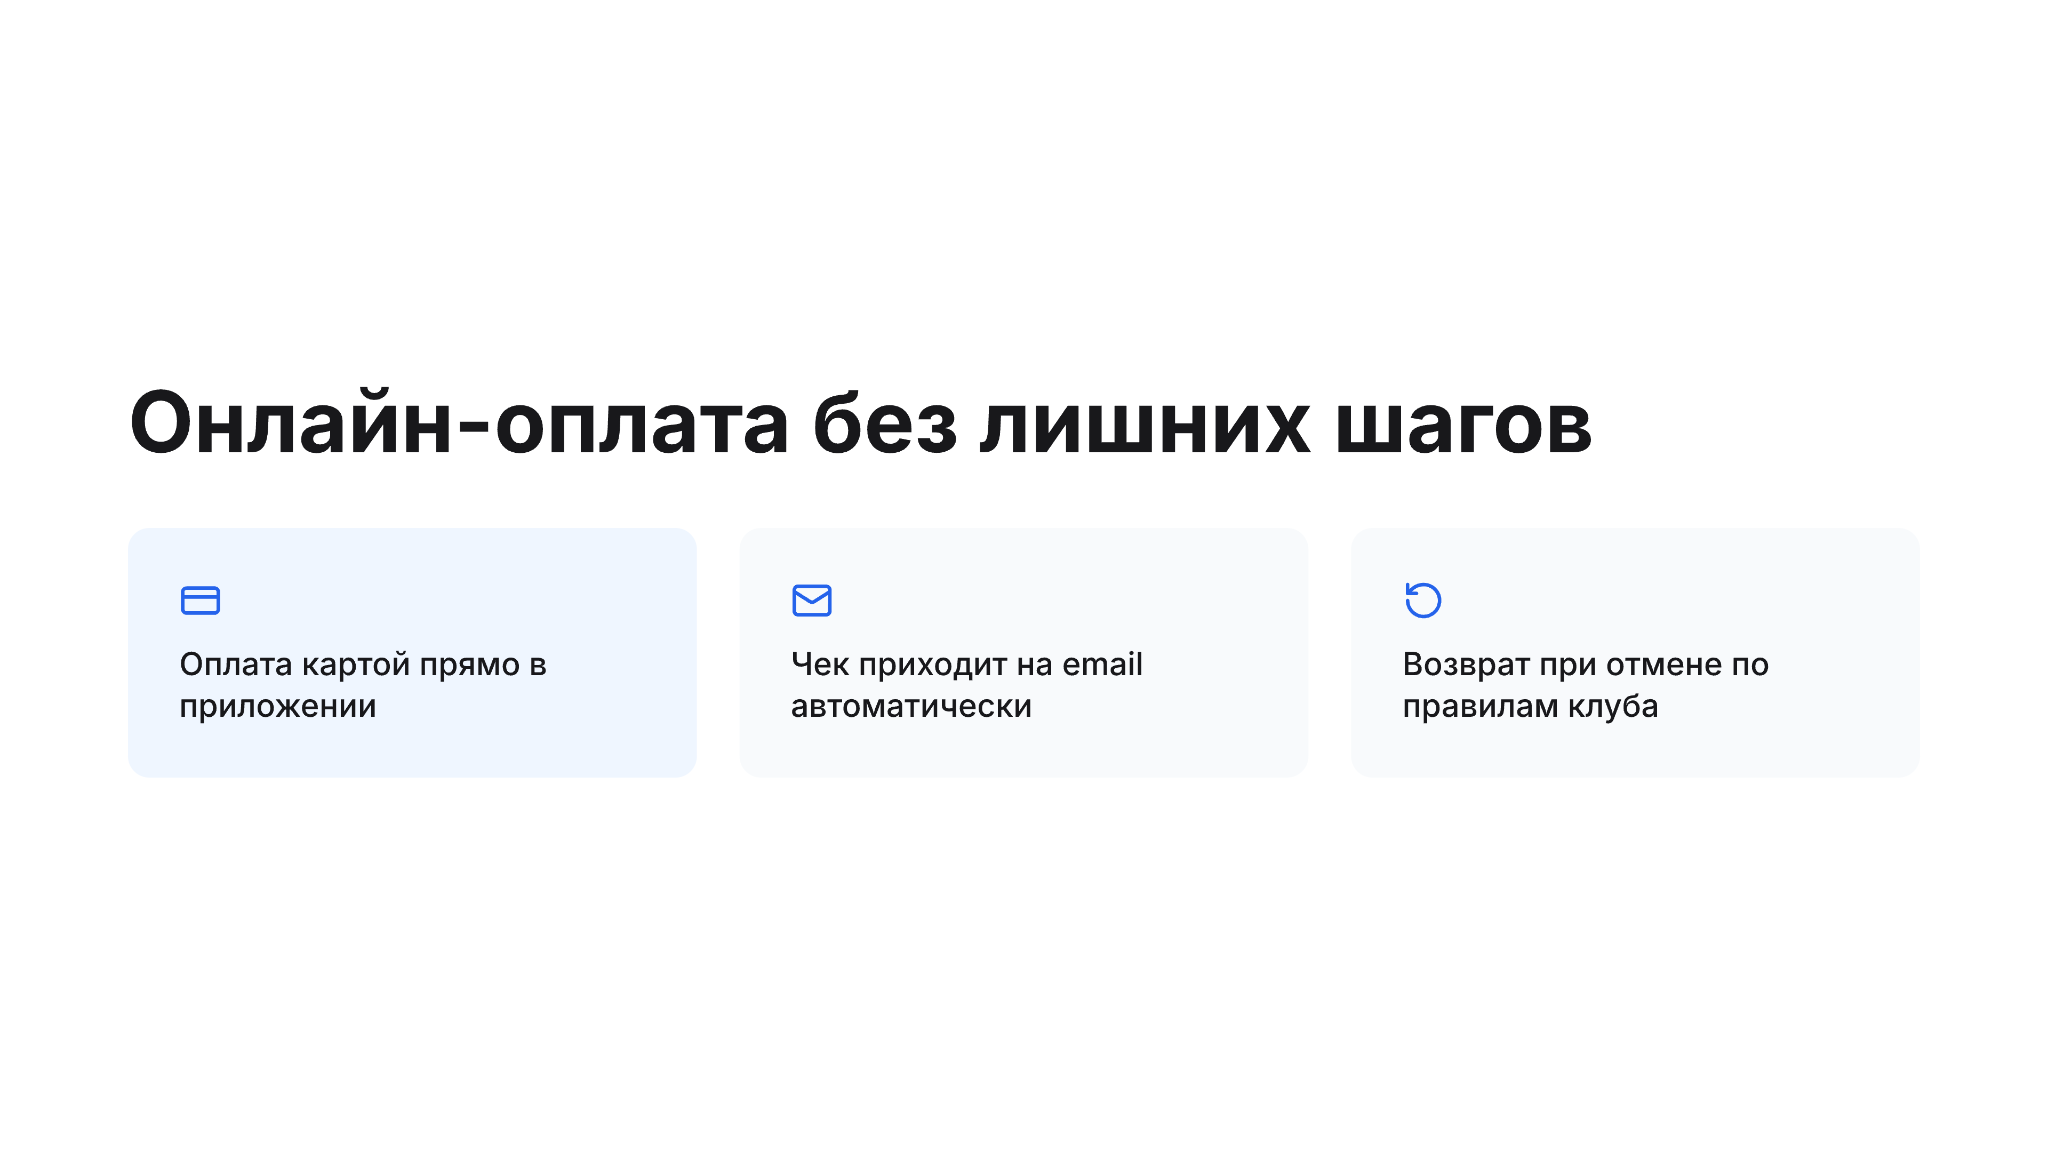 Онлайн-оплата без лишних шагов
Оплата картой прямо в
приложении
Чек приходит на email
автоматически
Возврат при отмене по
правилам клуба